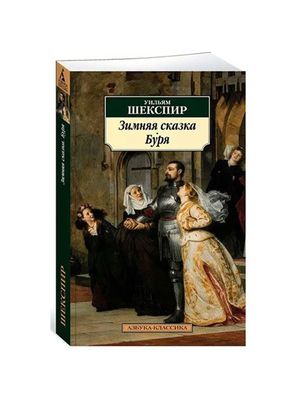 УИЛЬЯМ
ШЕКСПИР
Зимняя сказка
Буря
АЗБУКА-КЛАССИКА
Зимняя сказка. Буря
ШЕКСПИР